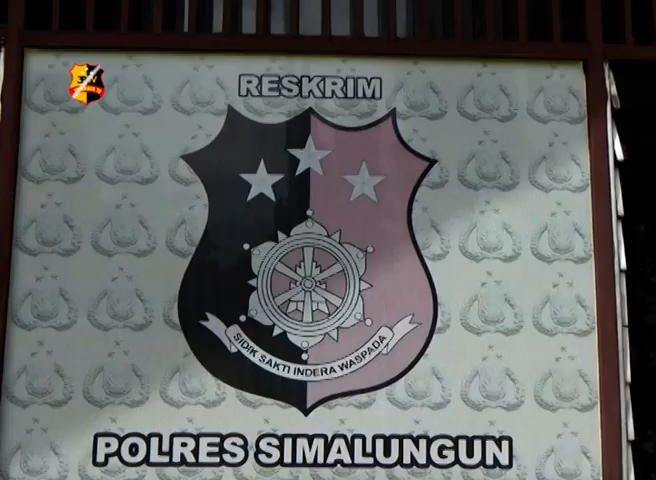 RESKRIM
SIDIK SAKTI INDERA WASPADA
POLRES SIMALUNGUN